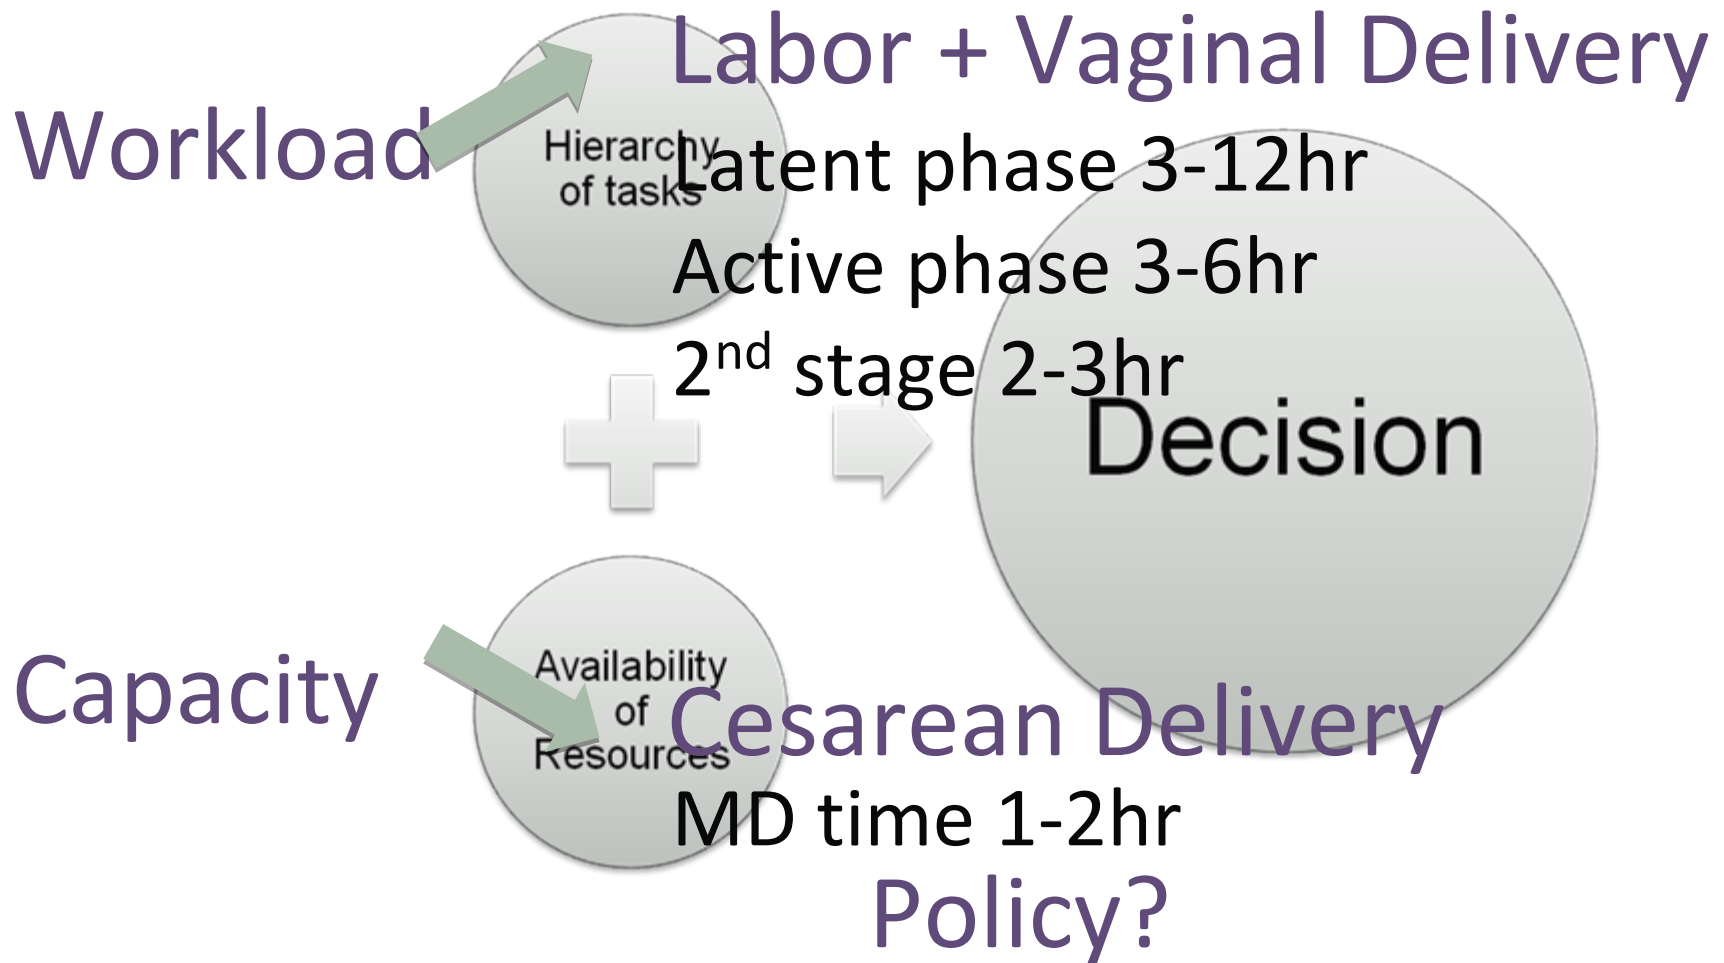 Labor + Vaginal Delivery
Workload
Hierarchy
of tasks
Latent phase 3-12hr
Active phase 3-6hr
2nd stage 2-3hr
Decision
Capacity
Availability
of
Resources
Cesarean Delivery
MD time 1-2hr
Policy?